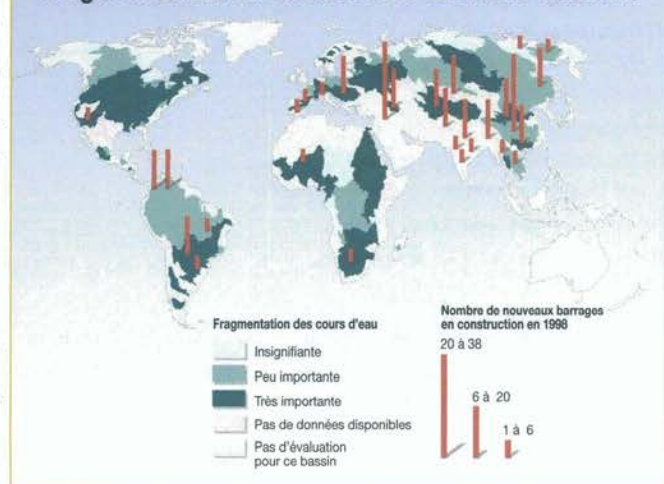 Fragmentation des cours d'eau
Insignifiante
Peu importante
Très importante
Pas de données disponibles
Pas d'évaluation
pour ce bassin
Nombre de nouveaux barrages
en construction en 1998
20 à 38
6 à 20
1 à 6